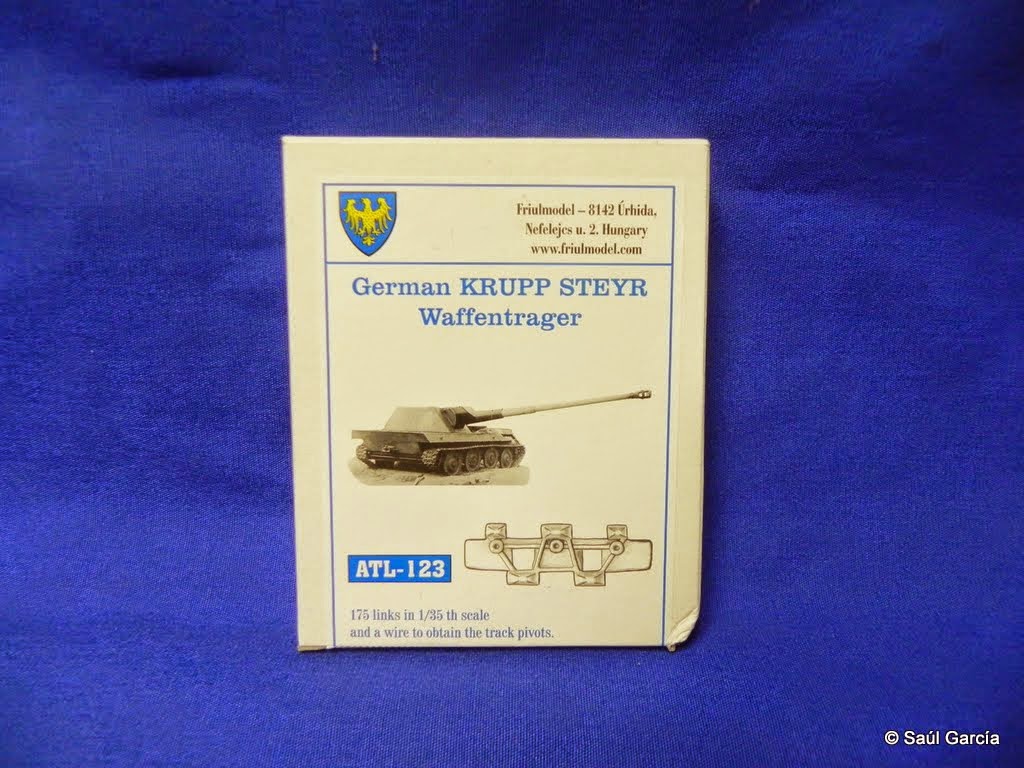 Friulmodel – 8142 Úrhida,
Nefelejcs u. 2. Hungary
www.friulmodel.com
German KRUPP STEYR
Waffentrager
ATL-123
175 links in 1/35 th scale
and a wire to obtain the track pivots.
© Saúl García